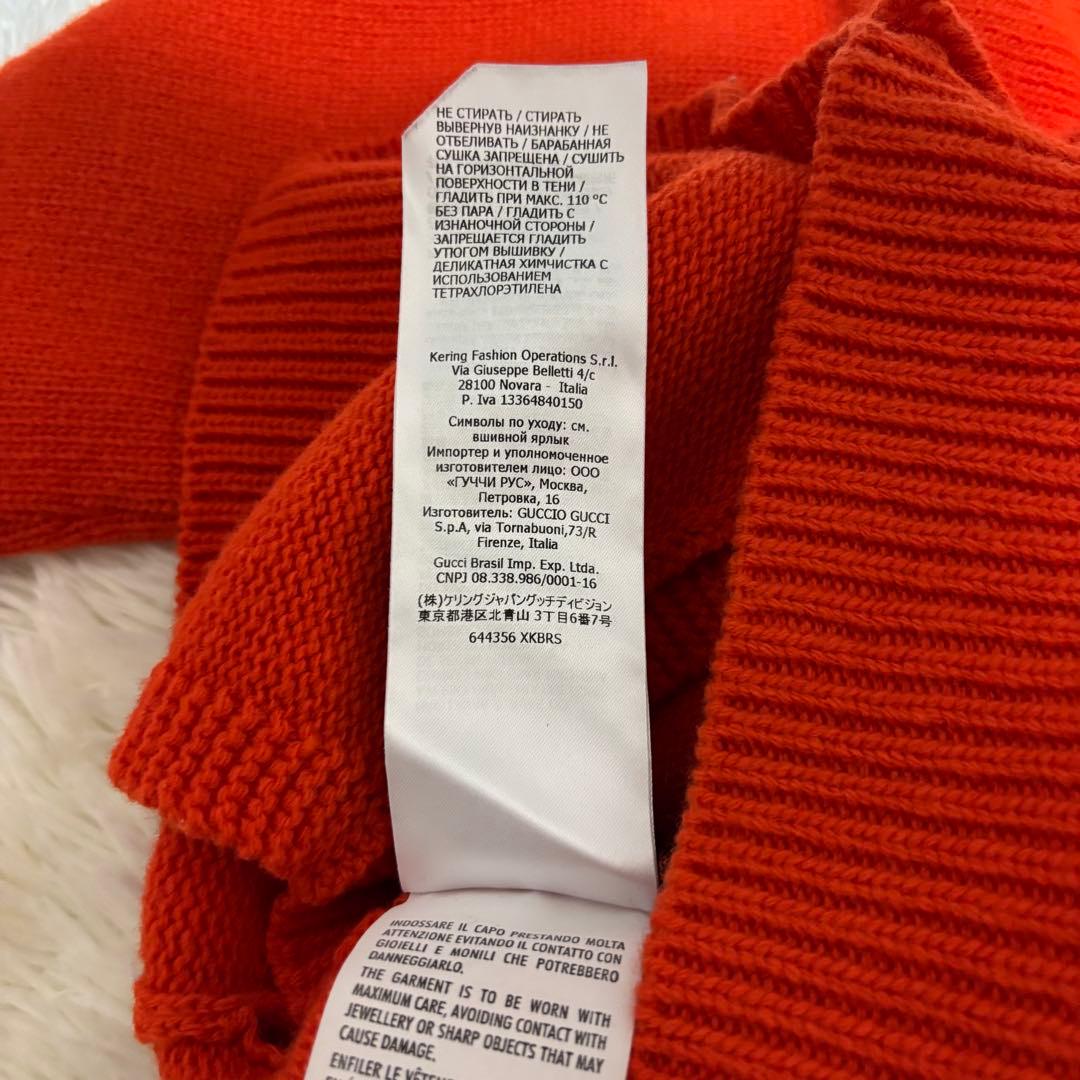 НЕ СТИРАТЬ / СТИРАТЬ
ВЫВЕРНУВ НАИЗНАНКУ / НЕ
ОТБЕЛИВАТЬ / БАРАБАННАЯ
СУШКА ЗАПРЕЩЕНА / СУШИТЬ
НА ГОРИЗОНТАЛЬНОЙ
ПОВЕРХНОСТИ В ТЕНИ /
ГЛАДИТЬ ПРИ МАКС. 110 ºC
БЕЗ ПАРА / ГЛАДИТЬ С
ИЗНАНОЧНОЙ СТОРОНЫ /
ЗАПРЕЩАЕТСЯ ГЛАДИТЬ
УТЮГОМ ВЫШИВКУ /
ДЕЛИКАТНАЯ ХИМЧИСТКА С
ИСПОЛЬЗОВАНИЕМ
ТЕТРАХЛОРЭТИЛЕНА
Kering Fashion Operations S.r.l.
Via Giuseppe Belletti 4/c
28100 Novara - Italia
P. Iva 13364840150
Символы по уходу: см.
вшивной ярлык
Импортер и уполномоченное
изготовителем лицо: ООО
«ГУЧЧИ РУС», Москва,
Петровка, 16
Изготовитель: GUCCIO GUCCI
S.p.A, via Tornabuoni,73/R
Firenze, Italia
Gucci Brasil Imp. Exp. Ltda.
CNPJ 08.338.986/0001-16
(株)ケリングジャパングッチディビジョン
東京都港区北青山 3丁目6番7号
644356 XKBRS
INDOSSARE IL CAPO PRESTANDO MOLTA
ATTENZIONE EVITANDO IL CONTATTO CON
GIOIELLI E MONILI CHE POTREBBERO
DANNEGGIARLO.
THE GARMENT IS TO BE WORN WITH
MAXIMUM CARE, AVOIDING CONTACT WITH
JEWELLERY OR SHARP OBJECTS THAT MAY
CAUSE DAMAGE.
ENFILER LE VÊTEM